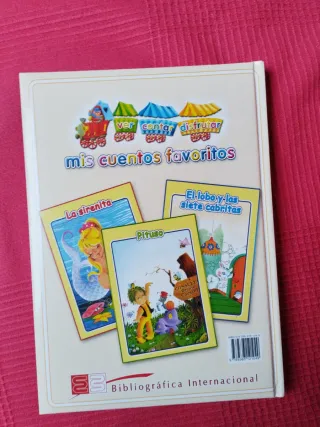 ver contar disfrutar
mis cuentos favoritos
La sirenita
Pituso
El lobo y las
siete cabritas
Bibliográfica Internacional